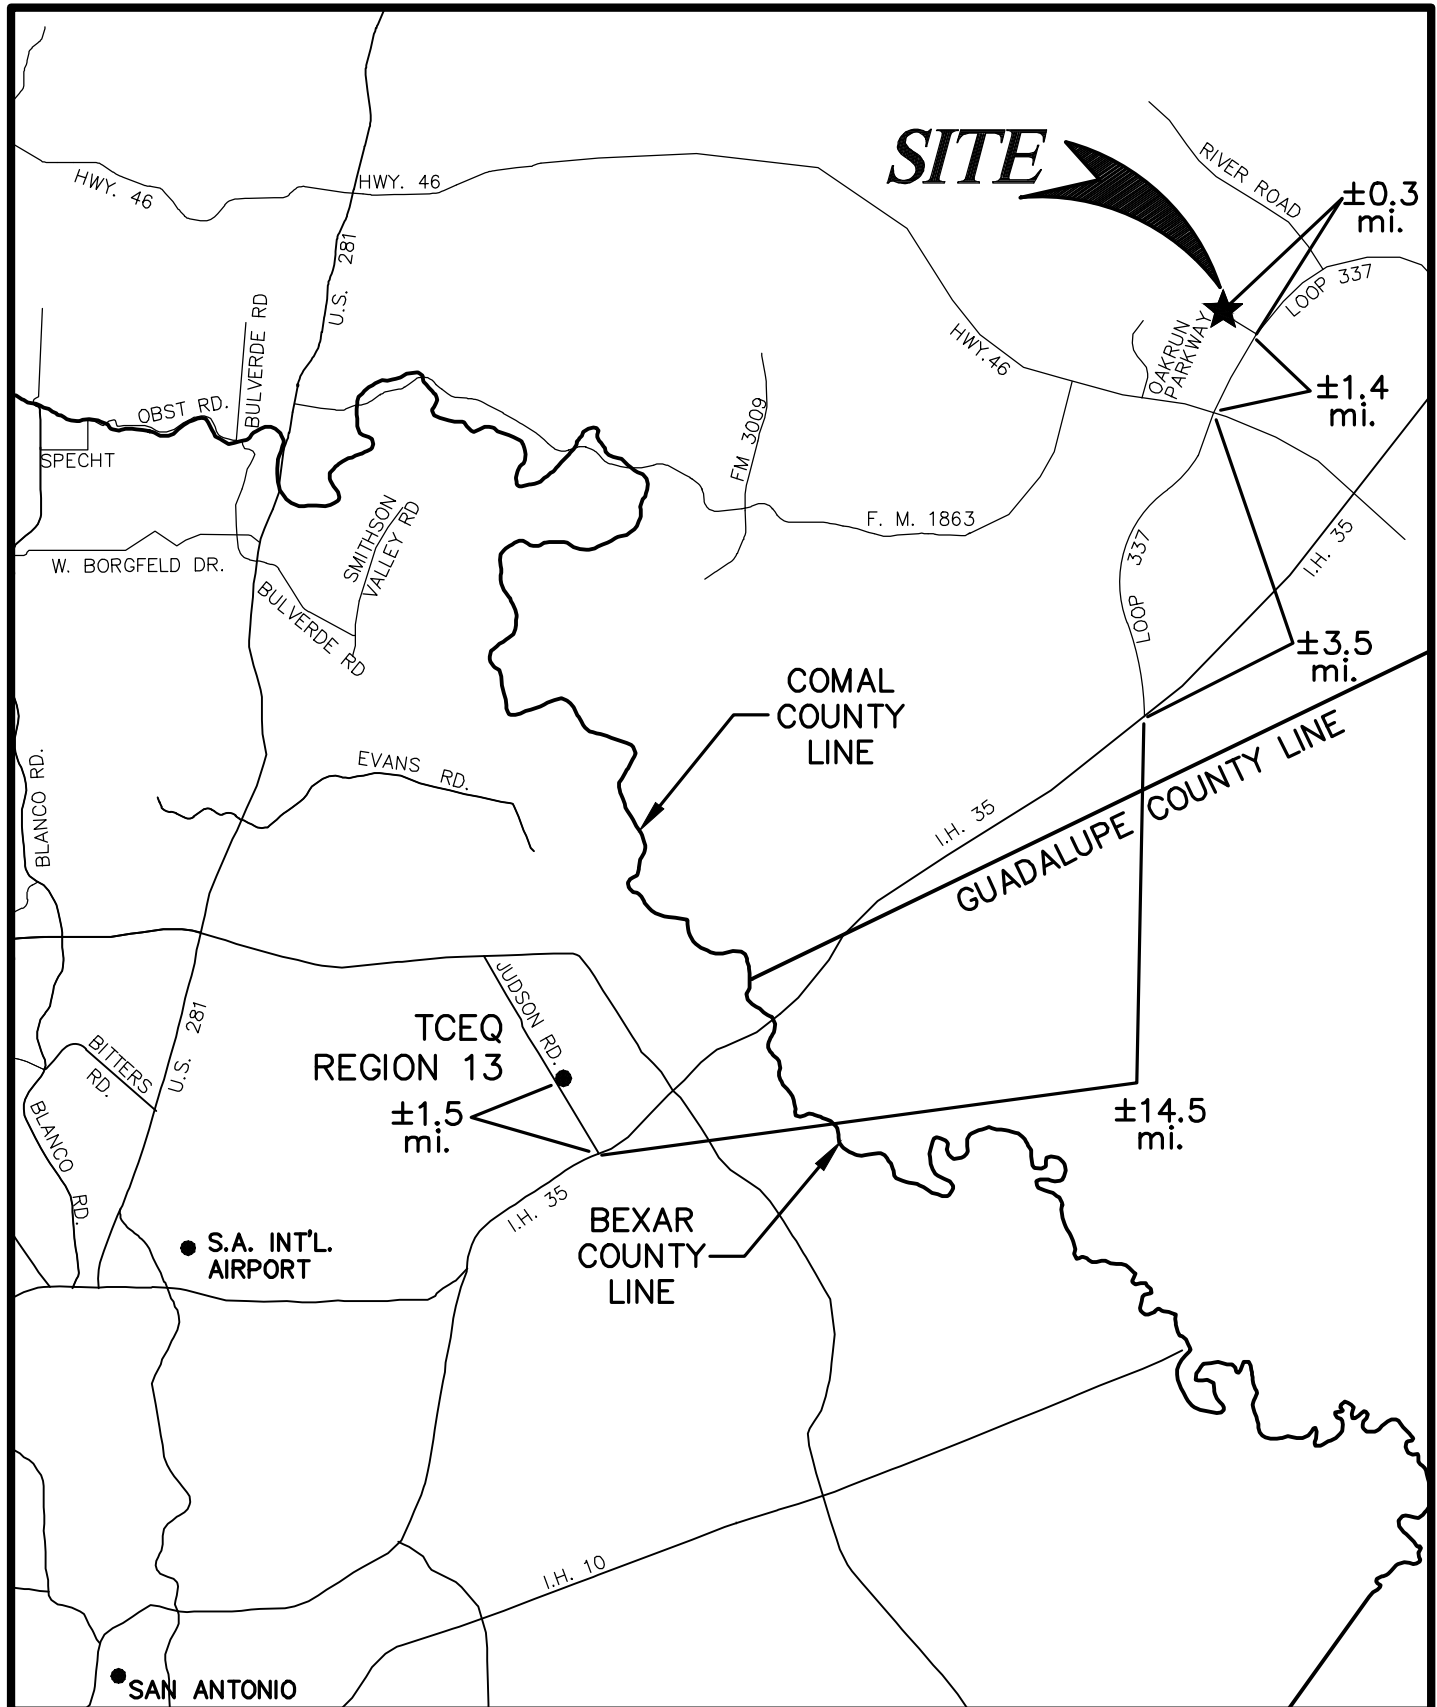 SITE
RIVER ROAD
±0.3
mi.
HWY. 46
HWY. 46
U.S. 281
LOOP 337
BULVERDE RD
OAKRUN
PARKWAY
HWY.46
±1.4
mi.
OBST RD.
FM 3009
SPECHT
F. M. 1863
SMITHSON
VALLEY RD
W. BORGFELD DR.
LOOP 337
I.H. 35
BULVERDE RD
±3.5
mi.
COMAL
COUNTY
LINE
GUADALUPE COUNTY LINE
EVANS RD.
BLANCO RD.
I.H. 35
JUDSON RD.
TCEQ
REGION 13
U.S. 281
BITTERS
RD.
±1.5
mi.
±14.5
mi.
BLANCO RD.
I.H. 35
BEXAR
COUNTY
LINE
S.A. INT'L.
AIRPORT
I.H. 10
SAN ANTONIO